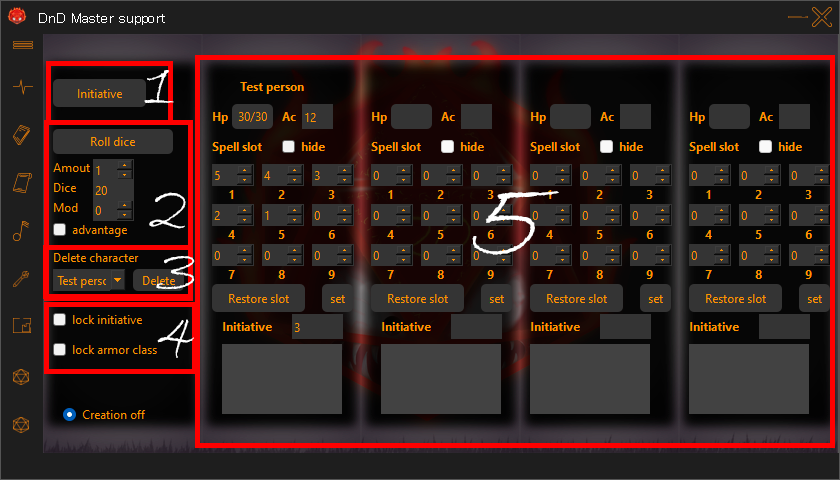 DnD Master support
Initiative
1
Roll dice
Amout 1
Dice 20
Mod 0
advantage
2
Delete character
Test persc Delete
3
lock initiative
lock armor class
4
Creation off
5
Test person
Hp 30/30 Ac 12
Spell slot hide
5 4 3
1 2 3
2 1 0
4 5 6
0 0 0
7 8 9
Restore slot set
Initiative 3
Hp Ac
Spell slot hide
0 0 0
1 2 3
0 0 0
4 5 6
0 0 0
7 8 9
Restore slot set
Initiative
Hp Ac
Spell slot hide
0 0 0
1 2 3
0 0 0
4 5 6
0 0 0
7 8 9
Restore slot set
Initiative
Hp Ac
Spell slot hide
0 0 0
1 2 3
0 0 0
4 5 6
0 0 0
7 8 9
Restore slot set
Initiative